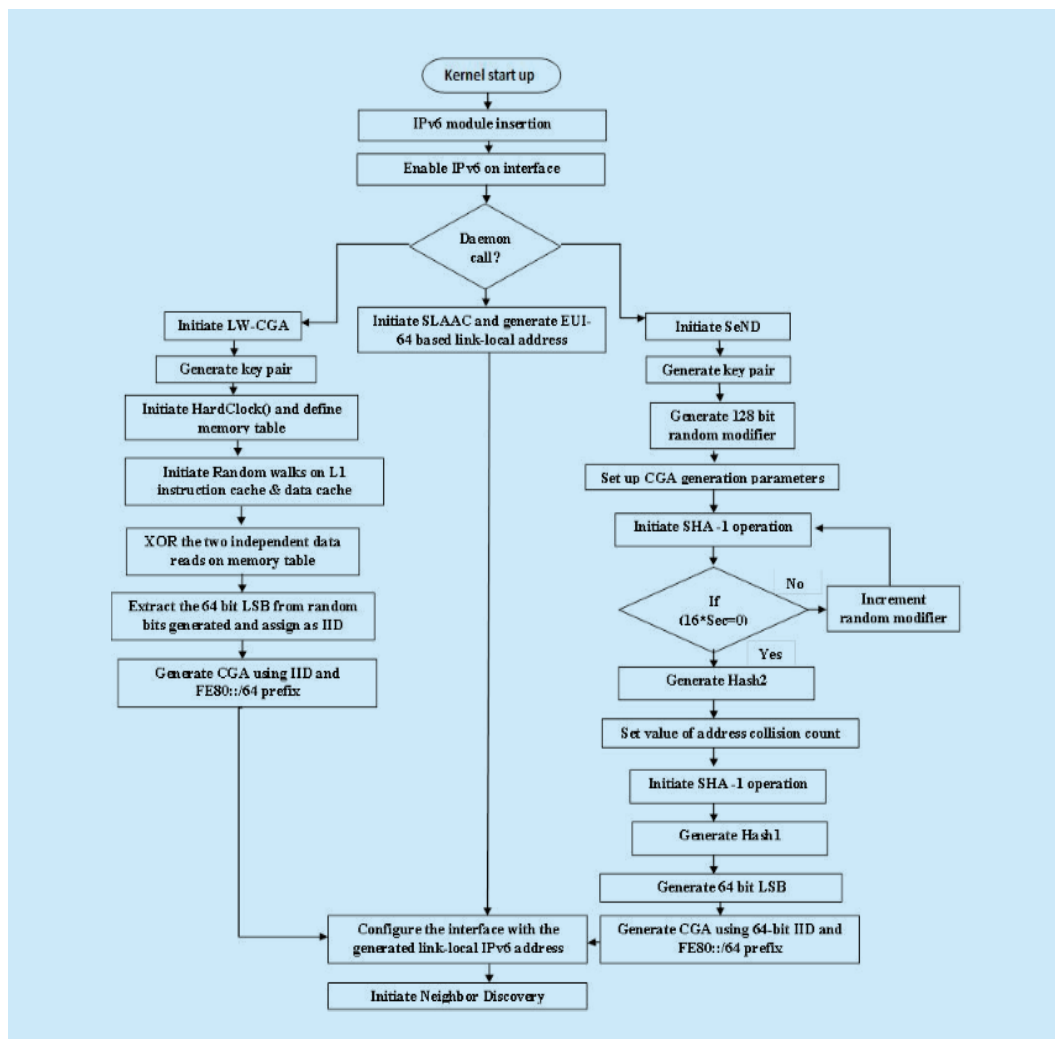 Kernel start up
IPv6 module insertion
Enable IPv6 on interface
Daemon
call?
Initiate LW-CGA
Generate key pair
Initiate HardClock() and define
memory table
Initiate Random walks on L1
instruction cache & data cache
XOR the two independent data
reads on memory table
Extract the 64 bit LSB from random
bits generated and assign as IID
Generate CGA using IID and
FE80::/64 prefix
Initiate SLAAC and generate EUI-
64 based link-local address
Initiate SeND
Generate key pair
Generate 128 bit
random modifier
Set up CGA generation parameters
Initiate SHA-1 operation
If
(16*Sec=0)
No
Increment
random modifier
Yes
Generate Hash2
Set value of address collision count
Initiate SHA-1 operation
Generate Hash1
Generate 64 bit LSB
Generate CGA using 64-bit IID and
FE80::/64 prefix
Configure the interface with the
generated link-local IPv6 address
Initiate Neighbor Discovery